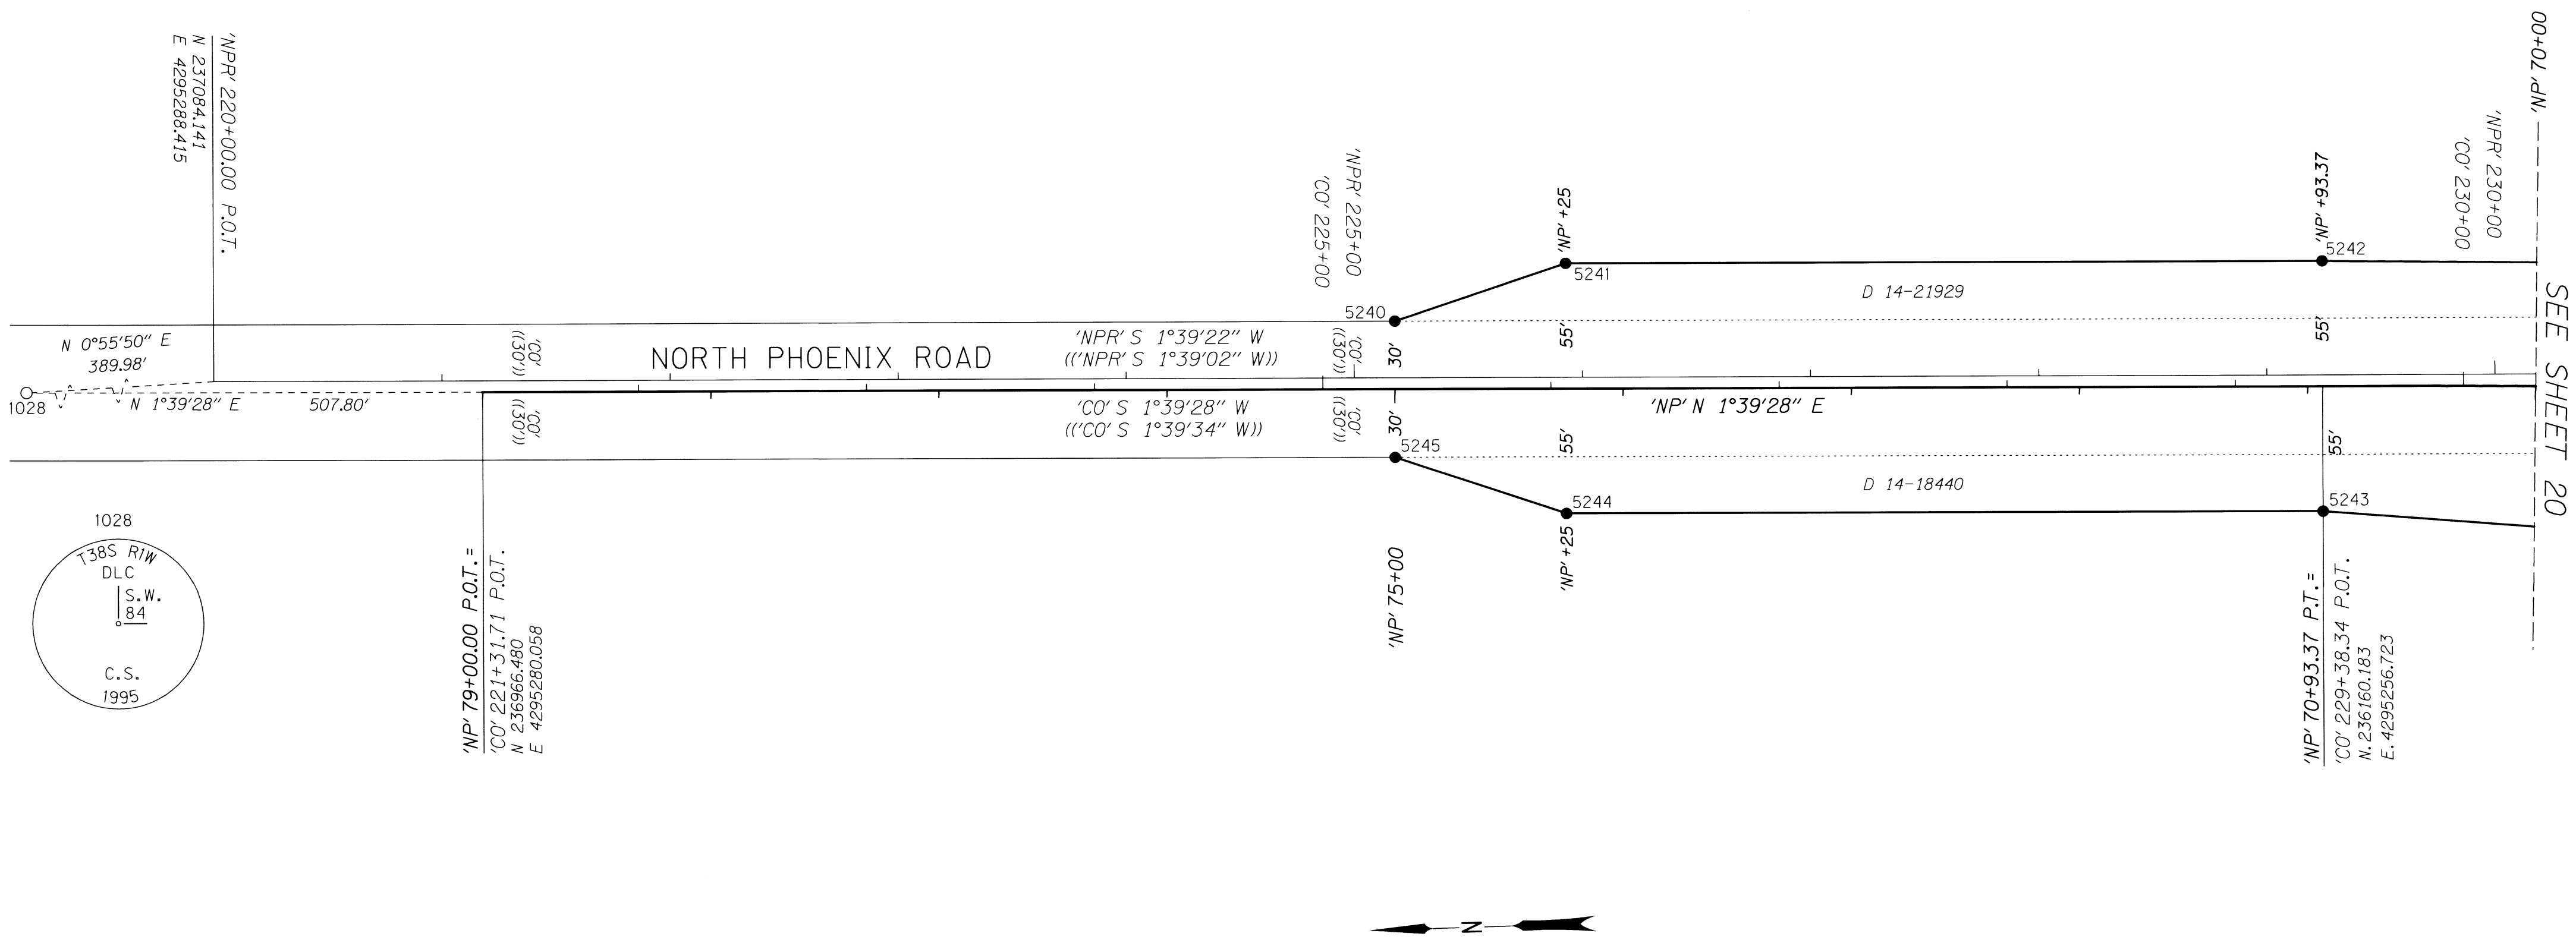 'NPR' 220+00.00 P.O.T.
N 237084.141
E 4295288.415
'NPR' 225+00
'CO' 225+00
'NP' +25
'NP' +93.37
'NPR' 230+00
'CO' 230+00
'NP' 70+00
SEE SHEET 20
5240
5241
5242
D 14-21929
N 0°55'50" E
389.98'
'CO'
((30'))
NORTH PHOENIX ROAD
'NPR' S 1°39'22" W
(('NPR' S 1°39'02" W))
'CO'
((30'))
30'
55'
55'
1028
N 1°39'28" E
507.80'
'CO'
((30'))
'CO' S 1°39'28" W
(('CO' S 1°39'34" W))
'CO'
((30'))
30'
'NP' N 1°39'28" E
55'
55'
5245
5244
5243
D 14-18440
'NP' 79+00.00 P.O.T. =
'CO' 221+31.71 P.O.T.
N 236966.480
E 4295280.058
'NP' 75+00
'NP' +25
'NP' 70+93.37 P.T. =
'CO' 229+38.34 P.O.T.
N. 236160.183
E. 4295256.723
1028
T38S R1W
DLC
S.W.
84
C.S.
1995
N